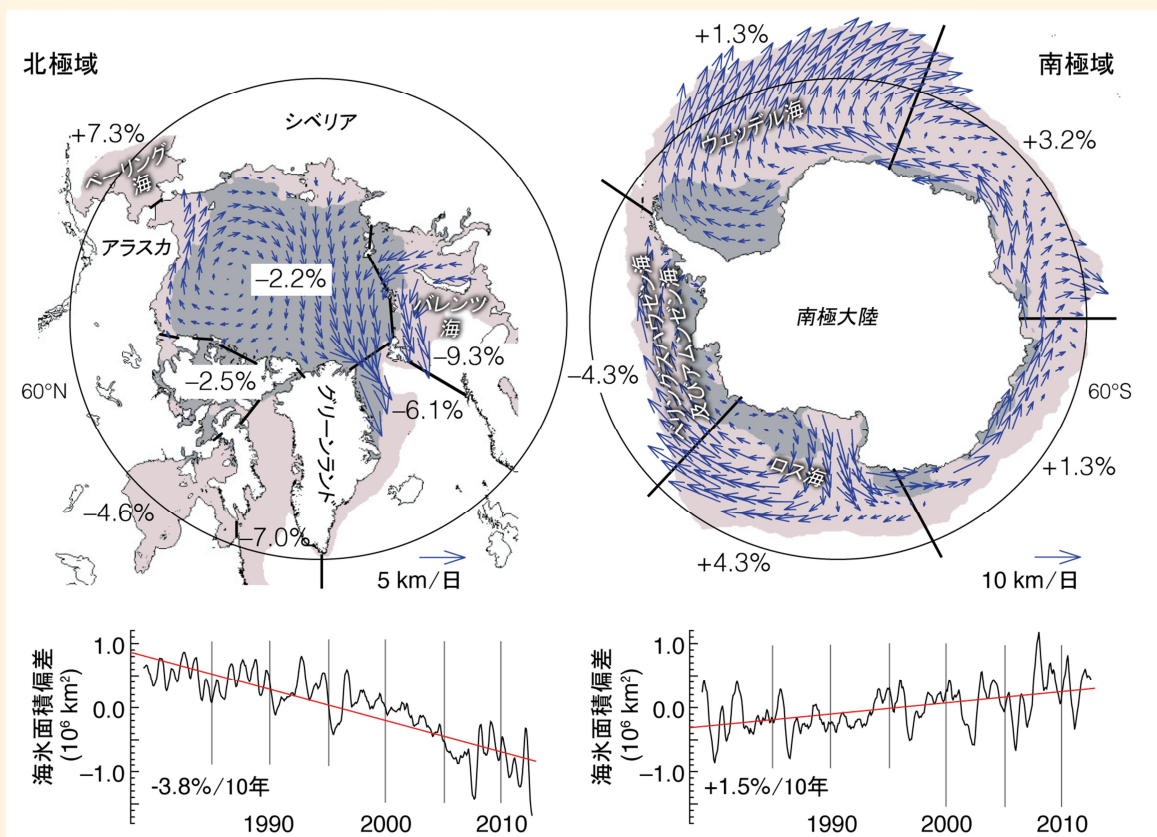 北極域
シベリア
+7.3%
ベーリング
海
アラスカ
−2.2%
バレンツ
海
−9.3%
−2.5%
−6.1%
60°N
グリーンランド
−4.6%
−7.0%
5 km/日
南極域
+1.3%
ウェッデル海
+3.2%
南極大陸
ベリングスハウゼン海
及びアムンゼン海
−4.3%
60°S
ロス海
+1.3%
+4.3%
10 km/日
海氷面積偏差
(10⁶ km²)
1.0
0.0
−1.0
-3.8%/10年
1990
2000
2010
海氷面積偏差
(10⁶ km²)
1.0
0.0
−1.0
+1.5%/10年
1990
2000
2010